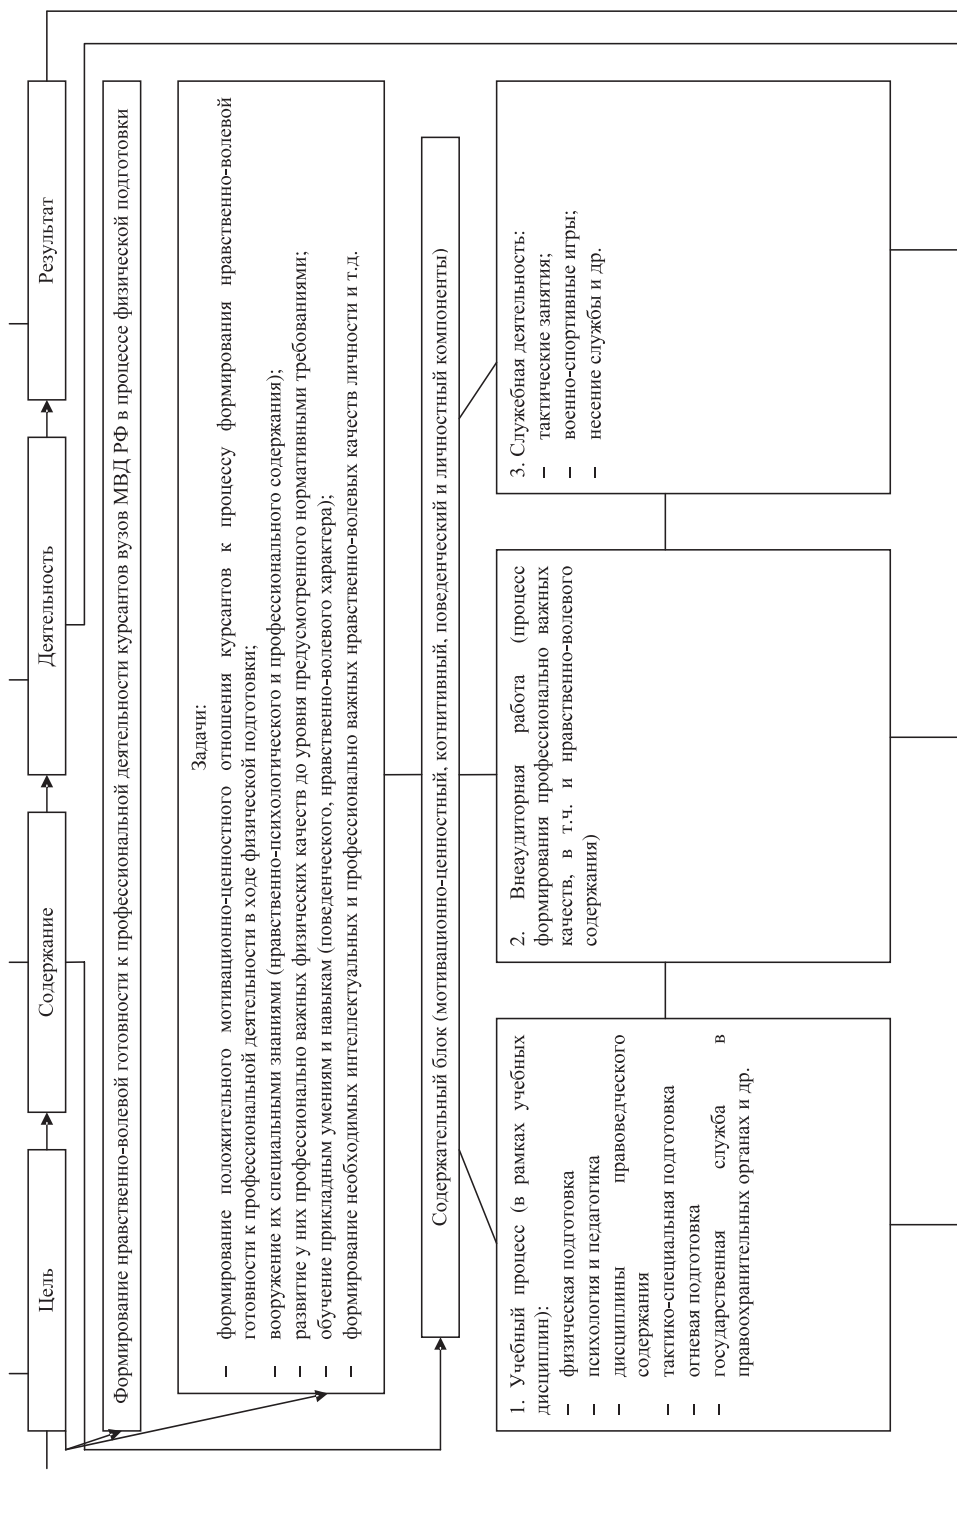 Цель
Содержание
Деятельность
Результат
Формирование нравственно-волевой готовности к профессиональной деятельности курсантов вузов МВД РФ в процессе физической подготовки
Задачи:
– формирование положительного мотивационно-ценностного отношения курсантов к процессу формирования нравственно-волевой
готовности к профессиональной деятельности в ходе физической подготовки;
– вооружение их специальными знаниями (нравственно-психологического и профессионального содержания);
– развитие у них профессионально важных физических качеств до уровня предусмотренного нормативными требованиями;
– обучение прикладным умениям и навыкам (поведенческого, нравственно-волевого характера);
– формирование необходимых интеллектуальных и профессионально важных нравственно-волевых качеств личности и т.д.
Содержательный блок (мотивационно-ценностный, когнитивный, поведенческий и личностный компоненты)
1. Учебный процесс (в рамках учебных
дисциплин):
– физическая подготовка
– психология и педагогика
– дисциплины правоведческого
содержания
– тактико-специальная подготовка
– огневая подготовка
– государственная служба в
правоохранительных органах и др.
2. Внеаудиторная работа (процесс
формирования профессионально важных
качеств, в т.ч. и нравственно-волевого
содержания)
3. Служебная деятельность:
– тактические занятия;
– военно-спортивные игры;
– несение службы и др.